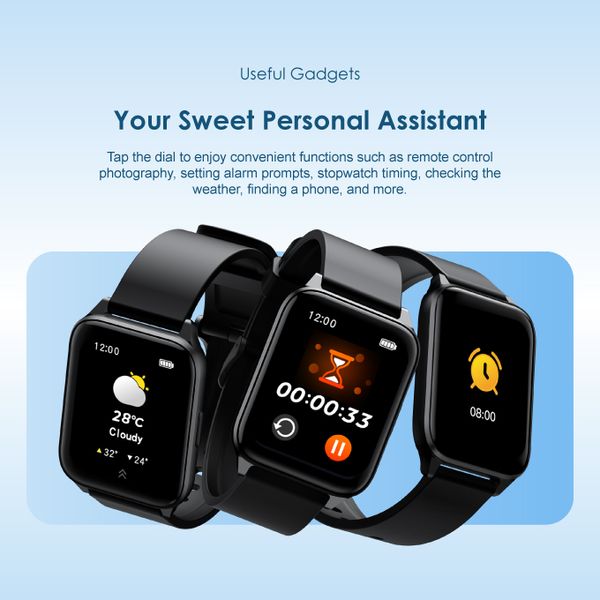 Useful Gadgets
Your Sweet Personal Assistant
Tap the dial to enjoy convenient functions such as remote control
photography, setting alarm prompts, stopwatch timing, checking the
weather, finding a phone, and more.
12:00
28°C
Cloudy
▲ 32° ▼ 24°
12:00
00:00:33
08:00